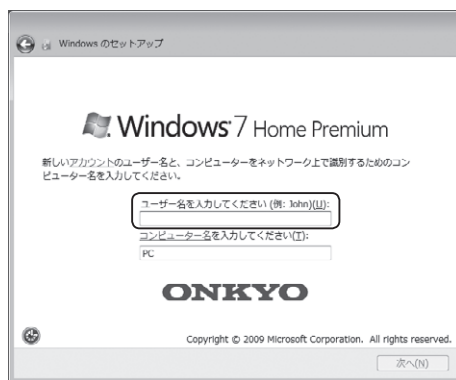 Windows のセットアップ
Windows 7 Home Premium
新しいアカウントのユーザー名と、コンピューターをネットワーク上で識別するためのコン
ピューター名を入力してください。
ユーザー名を入力してください (例: John)(U):
コンピューター名を入力してください(T):
PC
ONKYO
Copyright © 2009 Microsoft Corporation. All rights reserved.
次へ(N)